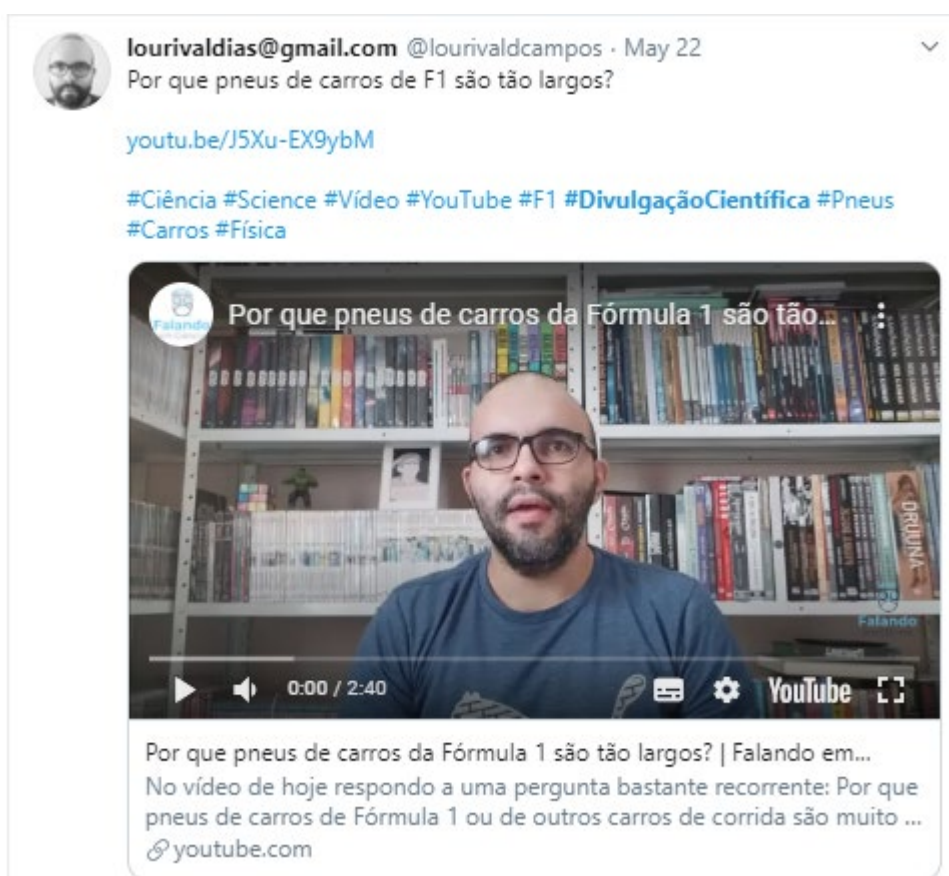 lourivaldias@gmail.com @lourivaldcampos · May 22
Por que pneus de carros de F1 são tão largos?
youtu.be/J5Xu-EX9ybM
#Ciência #Science #Vídeo #YouTube #F1 #DivulgaçãoCientífica #Pneus
#Carros #Física
Falando
Por que pneus de carros da Fórmula 1 são tão...
DRUUNA
Falando
0:00 / 2:40
YouTube
Por que pneus de carros da Fórmula 1 são tão largos? | Falando em...
No vídeo de hoje respondo a uma pergunta bastante recorrente: Por que
pneus de carros de Fórmula 1 ou de outros carros de corrida são muito ...
youtube.com